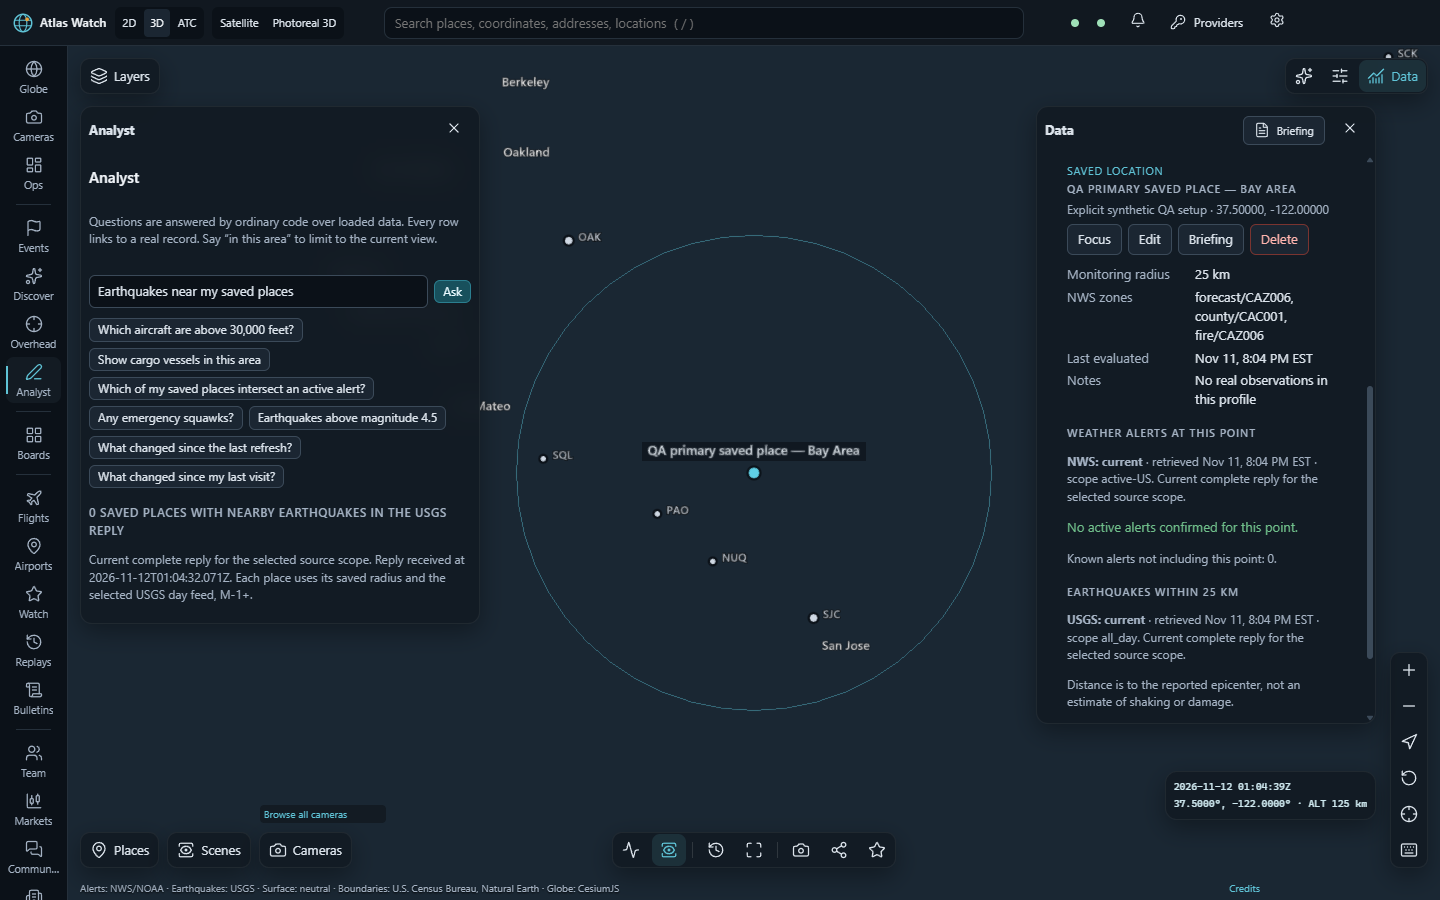 Atlas Watch
2D 3D ATC
Satellite Photoreal 3D
Search places, coordinates, addresses, locations ( / )
Providers
Globe
Cameras
Ops
Events
Discover
Overhead
Analyst
Boards
Flights
Airports
Watch
Replays
Bulletins
Team
Markets
Commun...
Layers
Analyst
Analyst
Questions are answered by ordinary code over loaded data. Every row
links to a real record. Say “in this area” to limit to the current view.
Earthquakes near my saved places
Ask
Which aircraft are above 30,000 feet?
Show cargo vessels in this area
Which of my saved places intersect an active alert?
Any emergency squawks? Earthquakes above magnitude 4.5
What changed since the last refresh?
What changed since my last visit?
0 SAVED PLACES WITH NEARBY EARTHQUAKES IN THE USGS
REPLY
Current complete reply for the selected source scope. Reply received at
2026-11-12T01:04:32.071Z. Each place uses its saved radius and the
selected USGS day feed, M-1+.
Berkeley
Oakland
OAK
Mateo
SQL
QA primary saved place — Bay Area
PAO
NUQ
SJC
San Jose
SCK
Data
Data
Briefing
SAVED LOCATION
QA PRIMARY SAVED PLACE — BAY AREA
Explicit synthetic QA setup · 37.50000, -122.00000
Focus Edit Briefing Delete
Monitoring radius 25 km
NWS zones forecast/CAZ006,
county/CAC001,
fire/CAZ006
Last evaluated Nov 11, 8:04 PM EST
Notes No real observations in
this profile
WEATHER ALERTS AT THIS POINT
NWS: current · retrieved Nov 11, 8:04 PM EST ·
scope active-US. Current complete reply for the
selected source scope.
No active alerts confirmed for this point.
Known alerts not including this point: 0.
EARTHQUAKES WITHIN 25 KM
USGS: current · retrieved Nov 11, 8:04 PM EST ·
scope all_day. Current complete reply for the
selected source scope.
Distance is to the reported epicenter, not an
estimate of shaking or damage.
2026-11-12 01:04:39Z
37.5000°, -122.0000° · ALT 125 km
Browse all cameras
Places
Scenes
Cameras
Alerts: NWS/NOAA · Earthquakes: USGS · Surface: neutral · Boundaries: U.S. Census Bureau, Natural Earth · Globe: CesiumJS
Credits